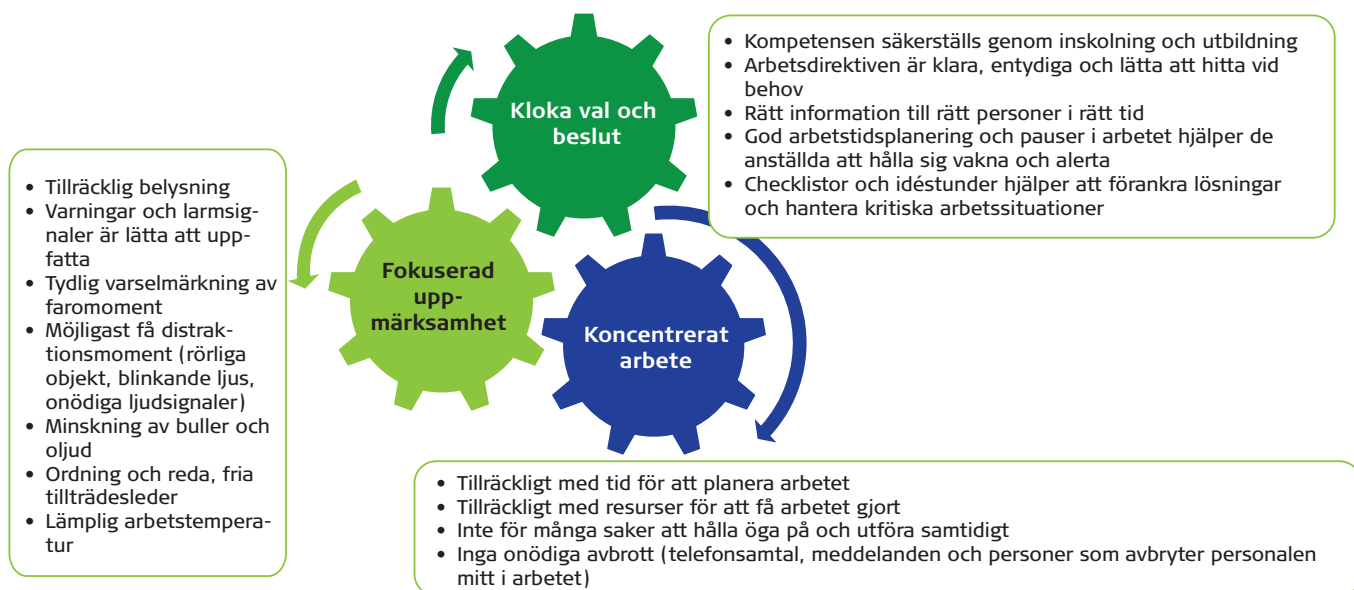 Kloka val och
beslut
• Kompetensen säkerställs genom inskolning och utbildning
• Arbetsdirektiven är klara, entydiga och lätta att hitta vid
behov
• Rätt information till rätt personer i rätt tid
• God arbetstidsplanering och pauser i arbetet hjälper de
anställda att hålla sig vakna och alerta
• Checklistor och idéstunder hjälper att förankra lösningar
och hantera kritiska arbetssituationer
• Tillräcklig belysning
• Varningar och larmsig-
naler är lätta att upp-
fatta
• Tydlig varselmärkning av
faromoment
• Möjligast få distrak-
tionsmoment (rörliga
objekt, blinkande ljus,
onödiga ljudsignaler)
• Minskning av buller och
oljud
• Ordning och reda, fria
tillträdesleder
• Lämplig arbetstempera-
tur
Fokuserad
upp-
märksamhet
Koncentrerat
arbete
• Tillräckligt med tid för att planera arbetet
• Tillräckligt med resurser för att få arbetet gjort
• Inte för många saker att hålla öga på och utföra samtidigt
• Inga onödiga avbrott (telefonsamtal, meddelanden och personer som avbryter personalen
mitt i arbetet)